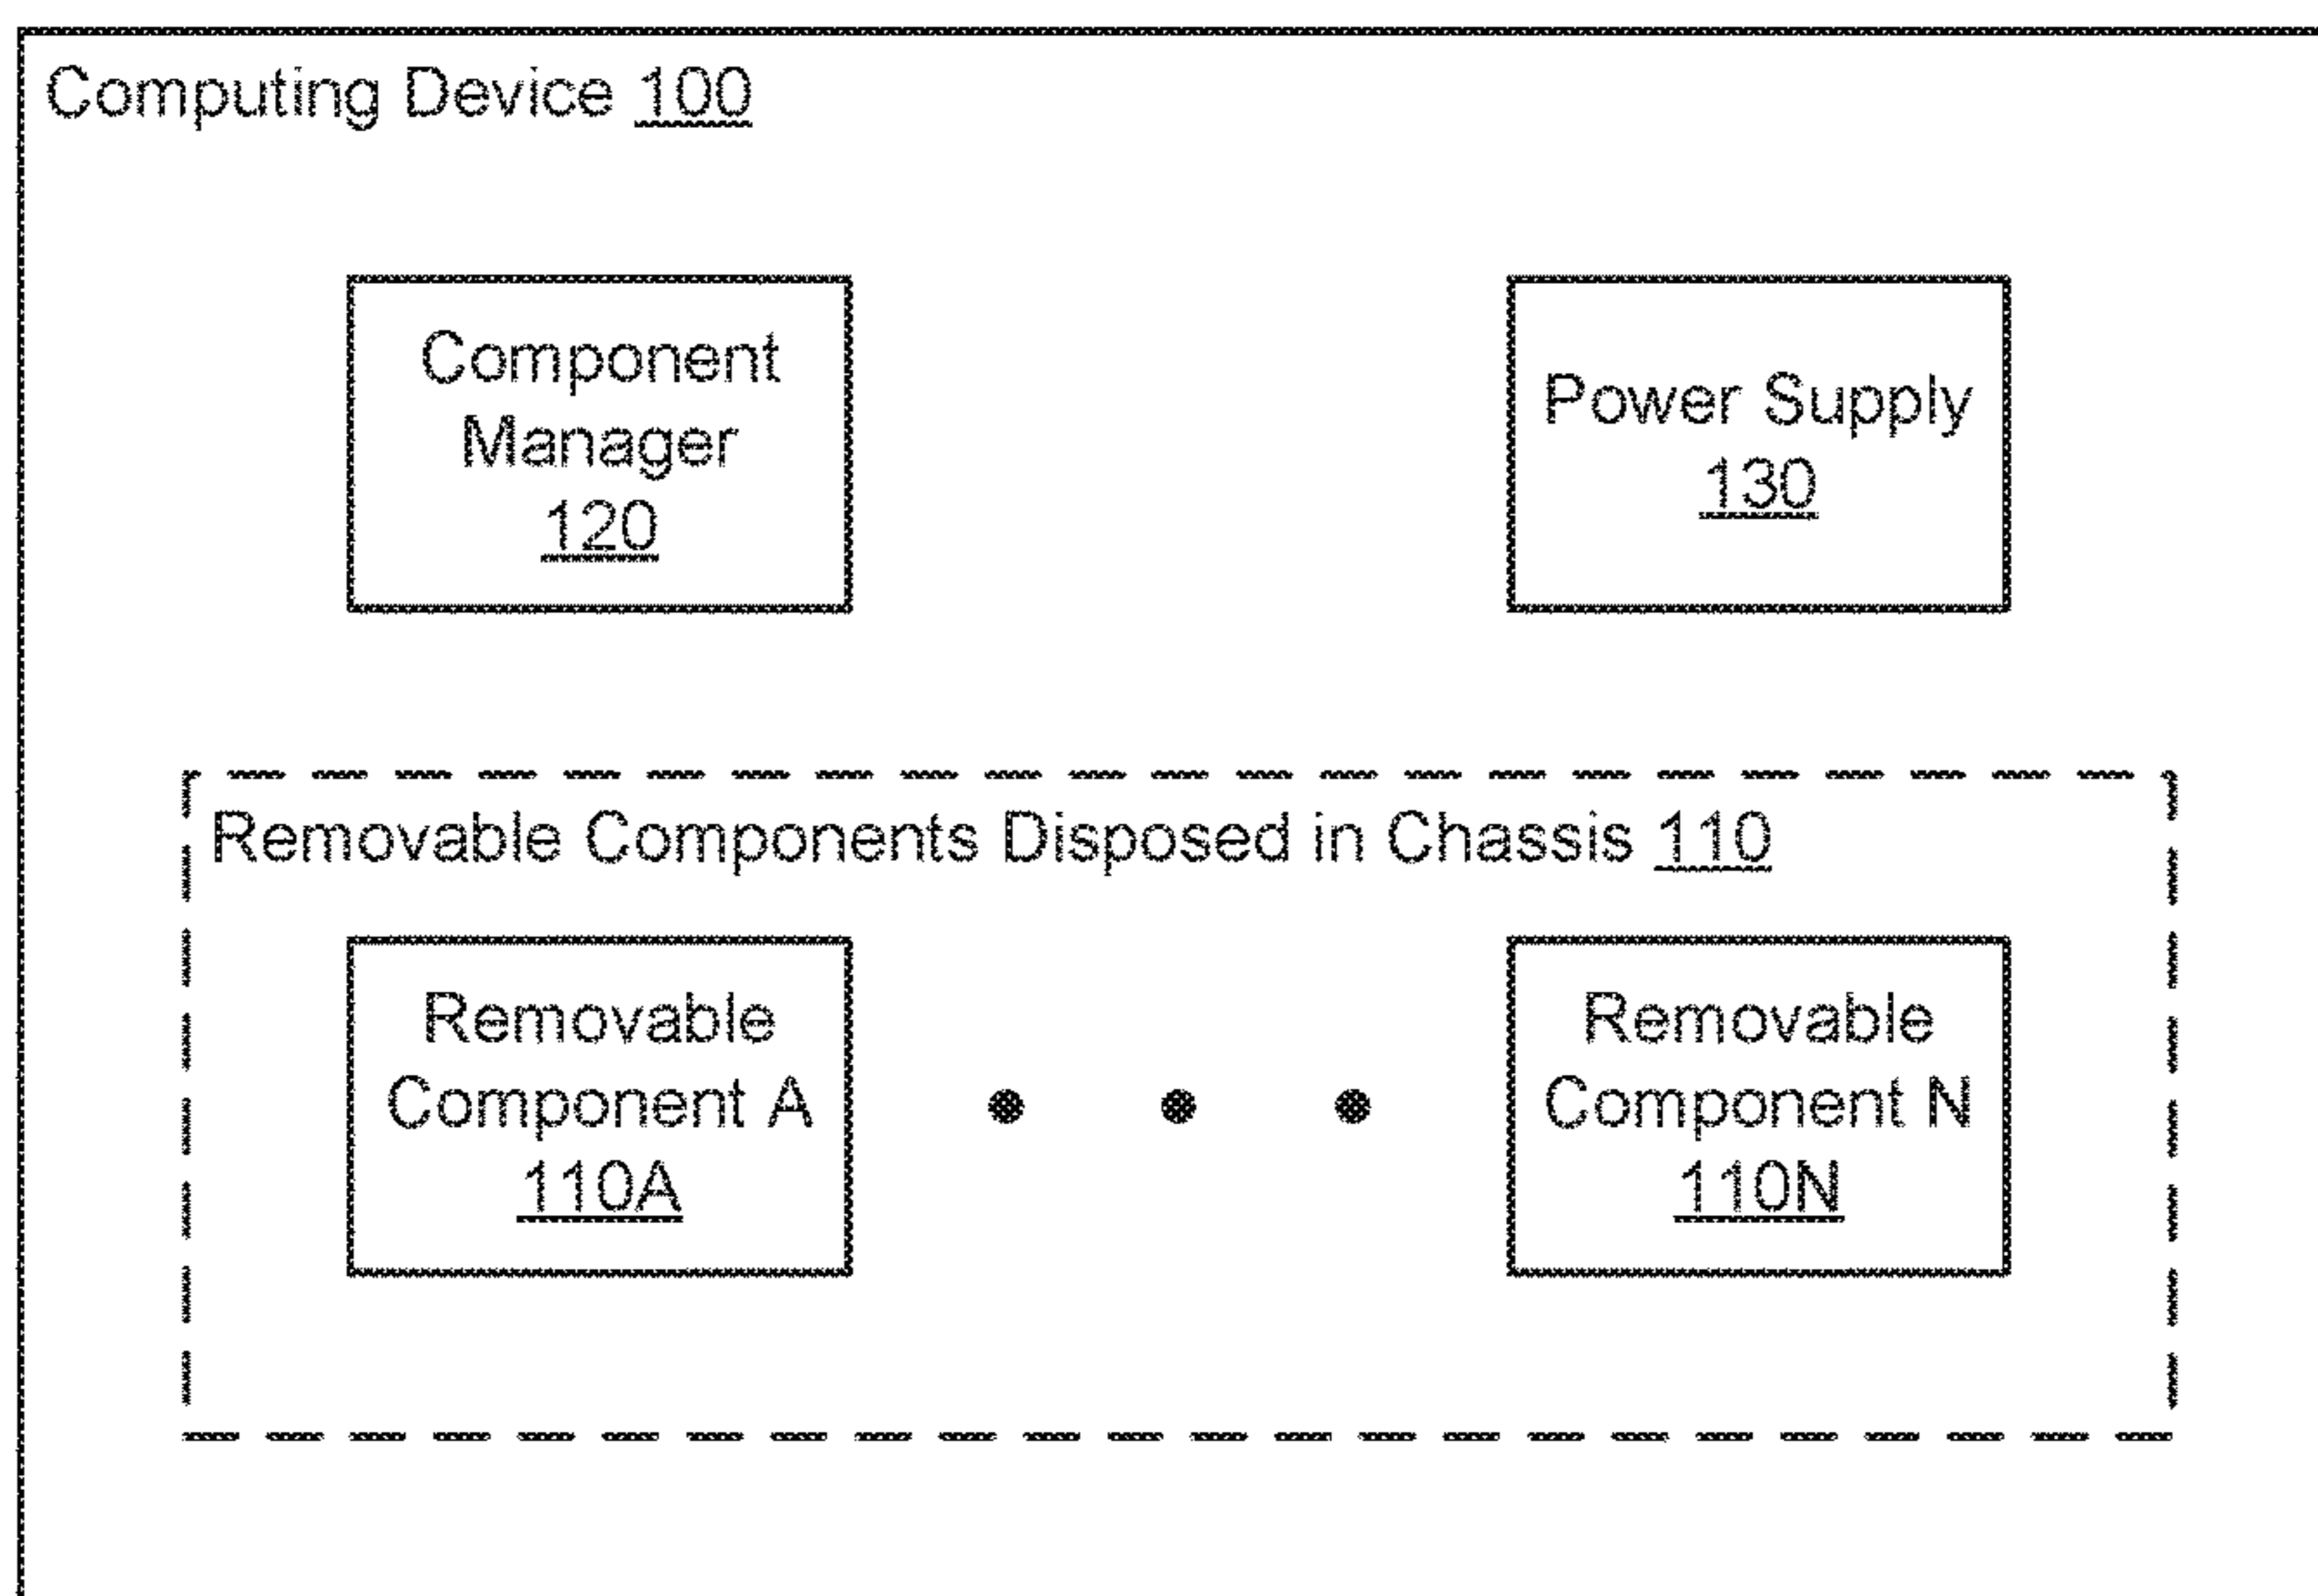 Computing Device 100
Component
Manager
120
Power Supply
130
Removable Components Disposed in Chassis 110
Removable
Component A
110A
Removable
Component N
110N